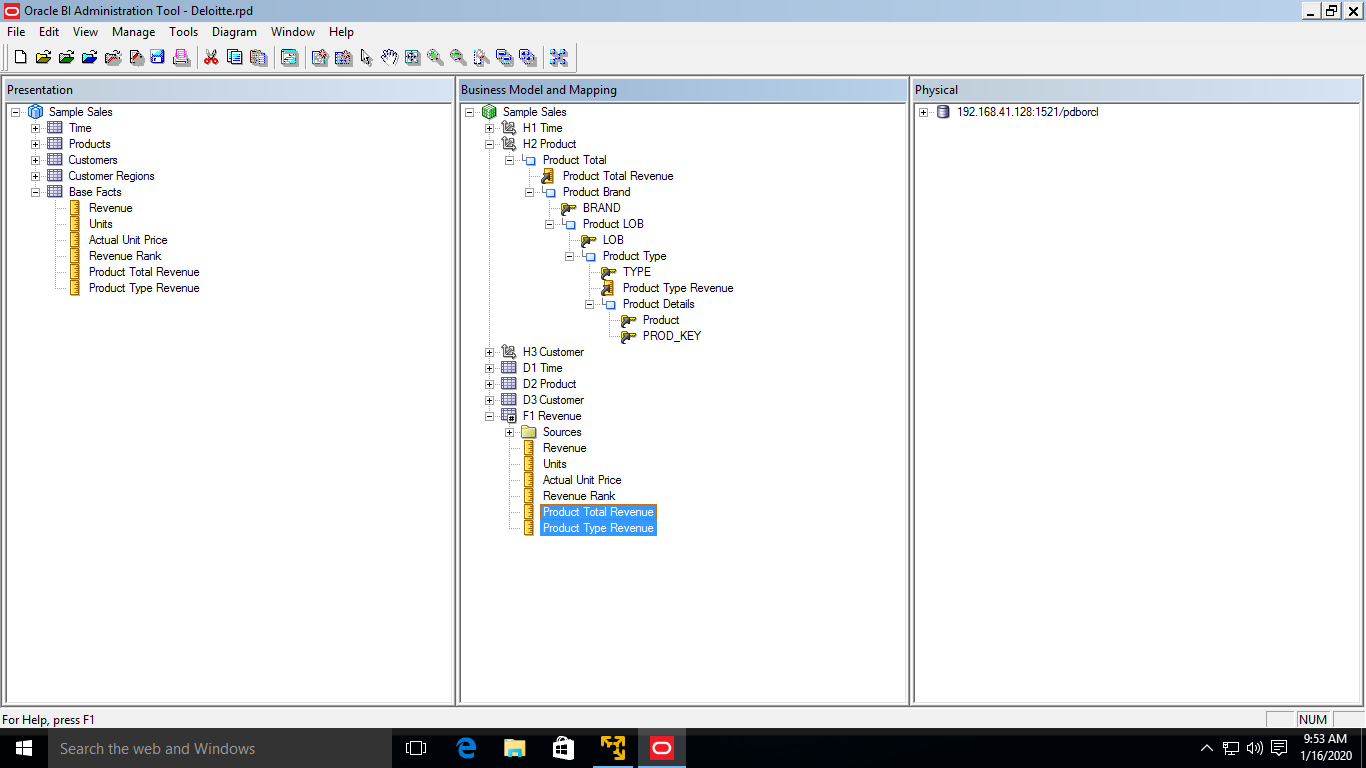 Oracle BI Administration Tool - Deloitte.rpd
File Edit View Manage Tools Diagram Window Help
Presentation
Sample Sales
Time
Products
Customers
Customer Regions
Base Facts
Revenue
Units
Actual Unit Price
Revenue Rank
Product Total Revenue
Product Type Revenue
Business Model and Mapping
Sample Sales
H1 Time
H2 Product
Product Total
Product Total Revenue
Product Brand
BRAND
Product LOB
LOB
Product Type
TYPE
Product Type Revenue
Product Details
Product
PROD_KEY
H3 Customer
D1 Time
D2 Product
D3 Customer
F1 Revenue
Sources
Revenue
Units
Actual Unit Price
Revenue Rank
Product Total Revenue
Product Type Revenue
Physical
192.168.41.128:1521/pdborcl
For Help, press F1
NUM
Search the web and Windows
9:53 AM
1/16/2020